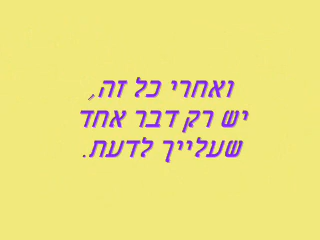 ואחרי כל זה,
יש רק דבר אחד
שעלייך לדעת.